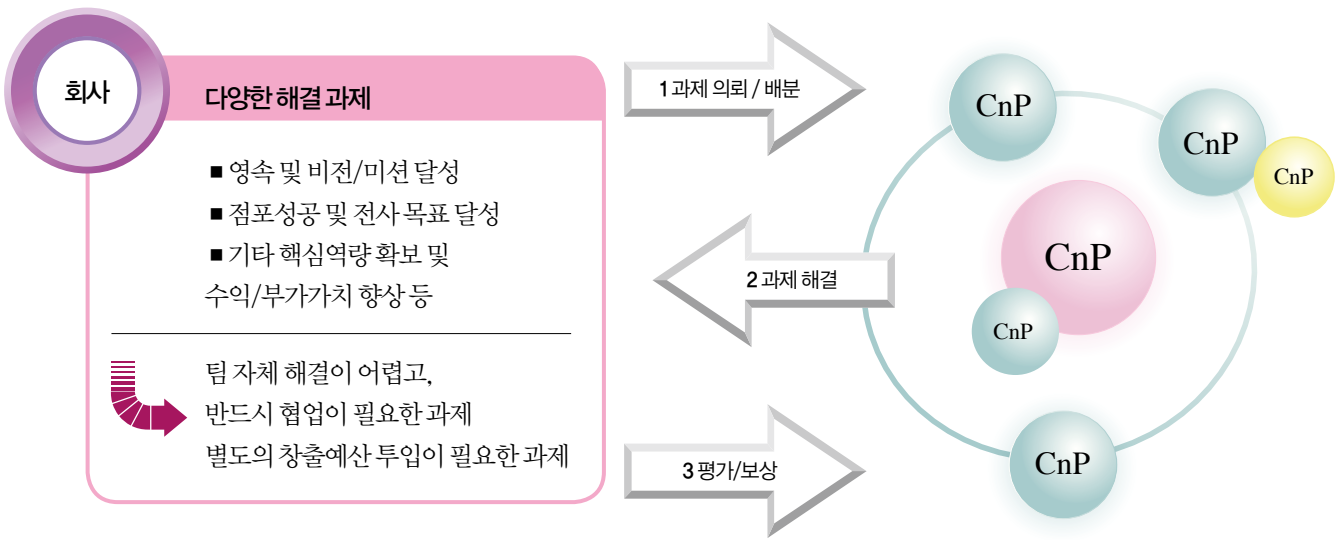 회사
다양한 해결 과제
■ 영속 및 비전/미션 달성
■ 점포성공 및 전사 목표 달성
■ 기타 핵심역량 확보 및
수익/부가가치 향상 등
팀 자체 해결이 어렵고,
반드시 협업이 필요한 과제
별도의 창출예산 투입이 필요한 과제
1 과제 의뢰 / 배분
2 과제 해결
3 평가/보상
CnP
CnP
CnP
CnP
CnP
CnP